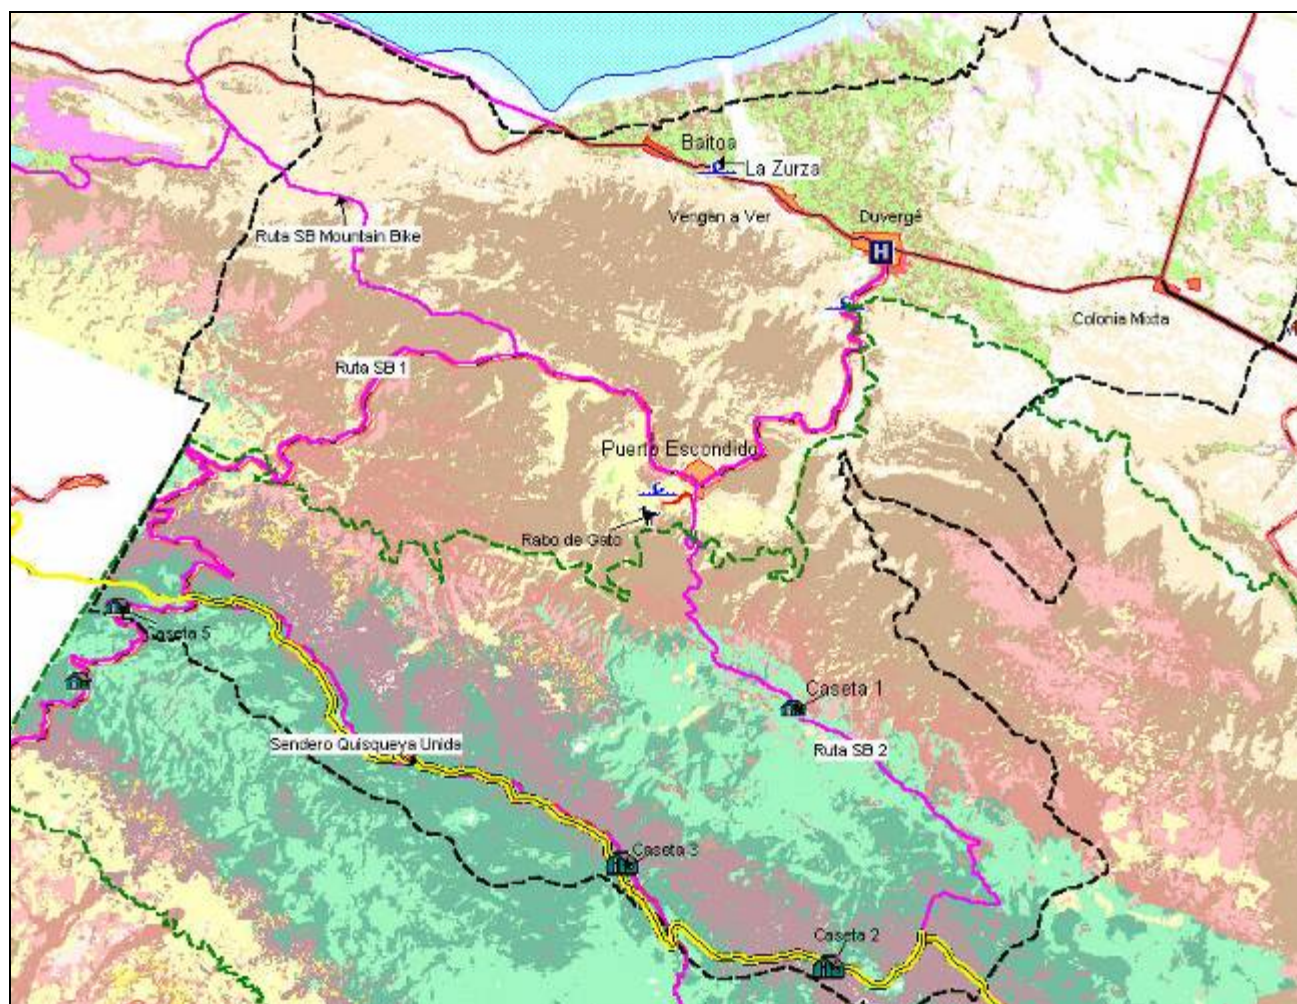 Baitoa
La Zurza
Vengan a Ver
Duvergé
H
Ruta SB Mountain Bike
Colonia Mixta
Ruta SB 1
Puerto Escondido
Rabo de Gato
Caseta 5
Caseta 1
Ruta SB 2
Sendero Quisqueya Unida
Caseta 3
Caseta 2